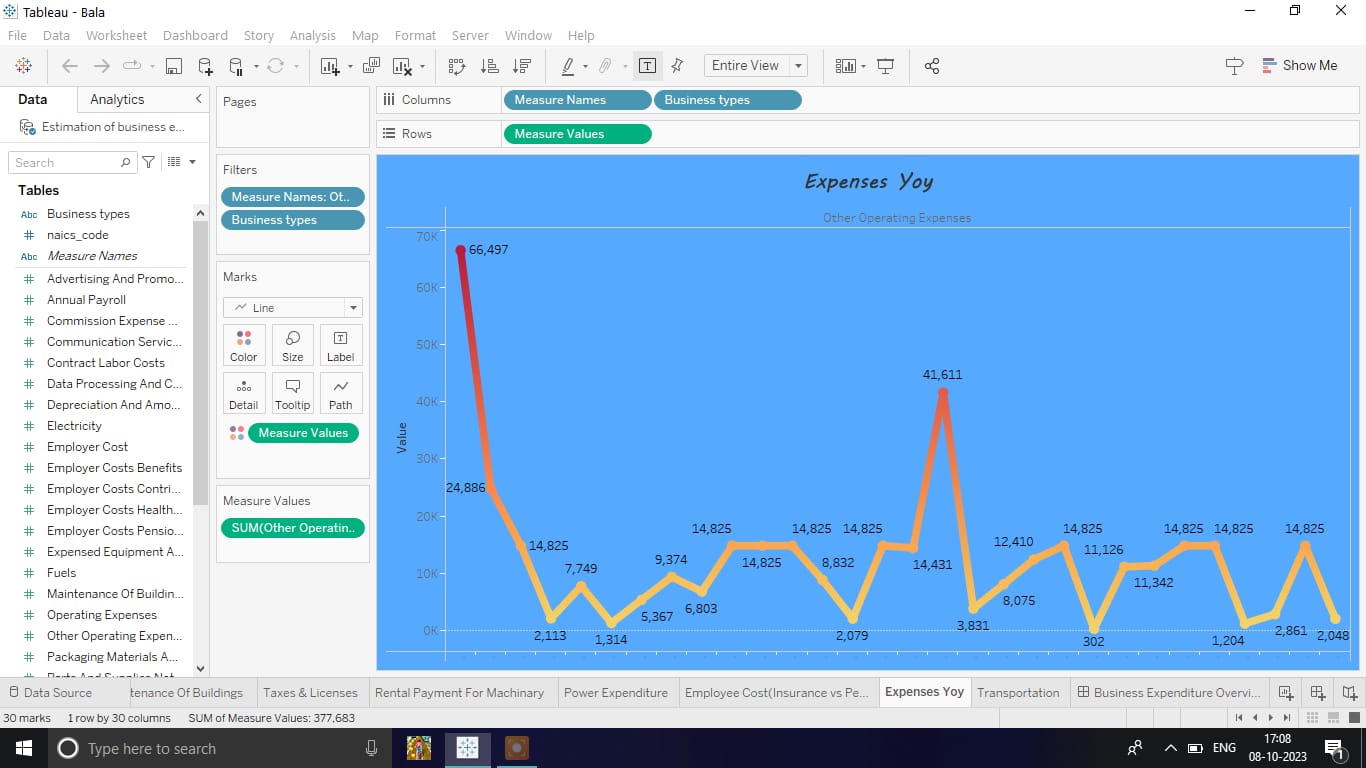 Tableau - Bala
File Data Worksheet Dashboard Story Analysis Map Format Server Window Help
Entire View
Show Me
Data Analytics
Estimation of business e...
Search
Tables
Abc Business types
# naics_code
Abc Measure Names
# Advertising And Promo...
# Annual Payroll
# Commission Expense ...
# Communication Servic...
# Contract Labor Costs
# Data Processing And C...
# Depreciation And Amo...
# Electricity
# Employer Cost
# Employer Costs Benefits
# Employer Costs Contri...
# Employer Costs Health...
# Employer Costs Pensio...
# Expensed Equipment A...
# Fuels
# Maintenance Of Buildin...
# Operating Expenses
# Other Operating Expen...
# Packaging Materials A...
Pages
Filters
Measure Names: Ot..
Business types
Marks
Line
Color Size Label
Detail Tooltip Path
Measure Values
Measure Values
SUM(Other Operatin..
Columns Measure Names Business types
Rows Measure Values
Expenses Yoy
Other Operating Expenses
Value
70K
60K
50K
40K
30K
20K
10K
0K
66,497
24,886
14,825
2,113
7,749
1,314
5,367
9,374
6,803
14,825
14,825
14,825
8,832
2,079
14,825
14,431
41,611
3,831
8,075
12,410
14,825
302
11,126
11,342
14,825
14,825
1,204
2,861
14,825
2,048
Data Source tenance Of Buildings Taxes & Licenses Rental Payment For Machinery Power Expenditure Employee Cost(Insurance vs Pe... Expenses Yoy Transportation Business Expenditure Overvi...
30 marks 1 row by 30 columns SUM of Measure Values: 377,683
Type here to search
ENG
17:08
08-10-2023
1